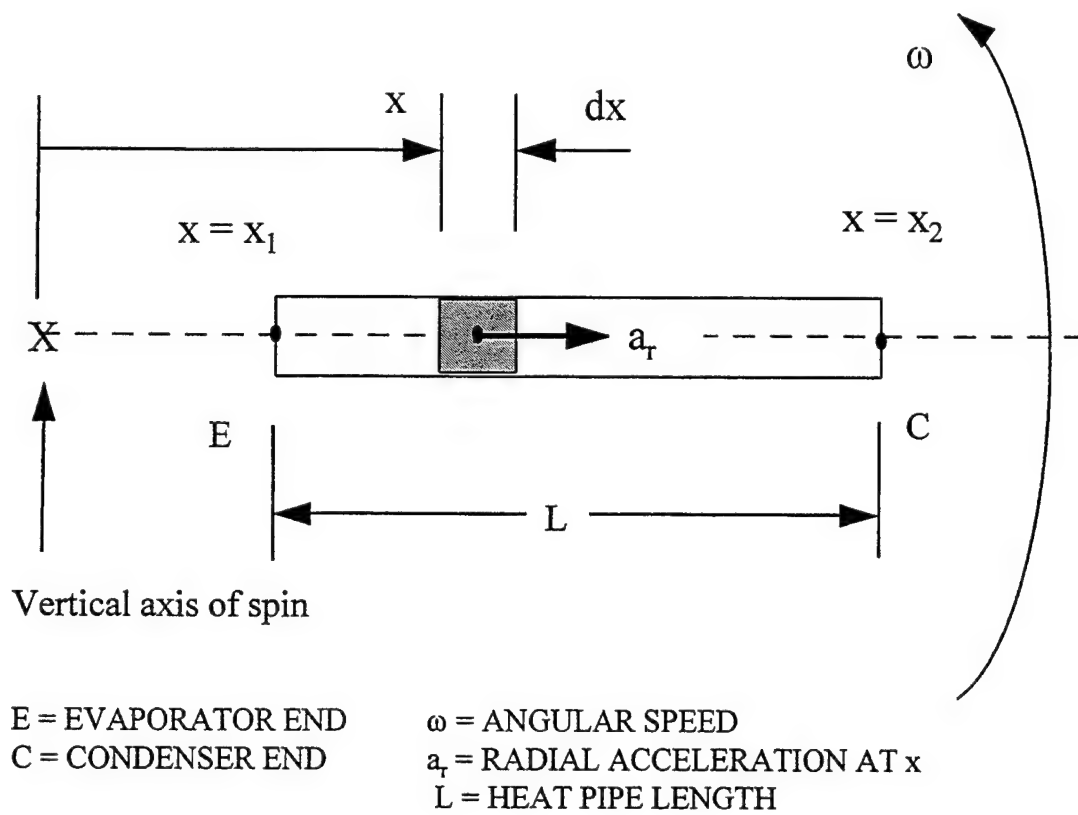 ω
x dx
x = x₁ x = x₂
X aᵣ
E C
L
Vertical axis of spin
E = EVAPORATOR END ω = ANGULAR SPEED
C = CONDENSER END aᵣ = RADIAL ACCELERATION AT x
L = HEAT PIPE LENGTH